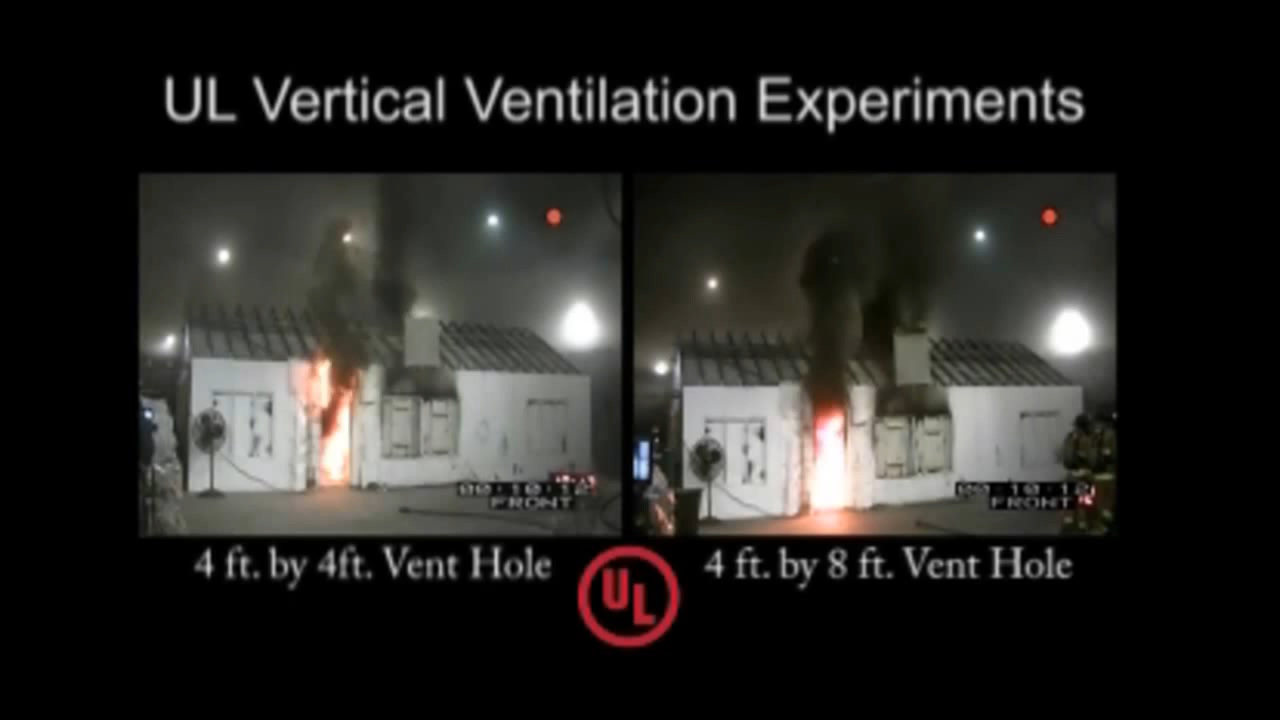 UL Vertical Ventilation Experiments
FRONT
FRONT
4 ft. by 4ft. Vent Hole
4 ft. by 8 ft. Vent Hole
UL